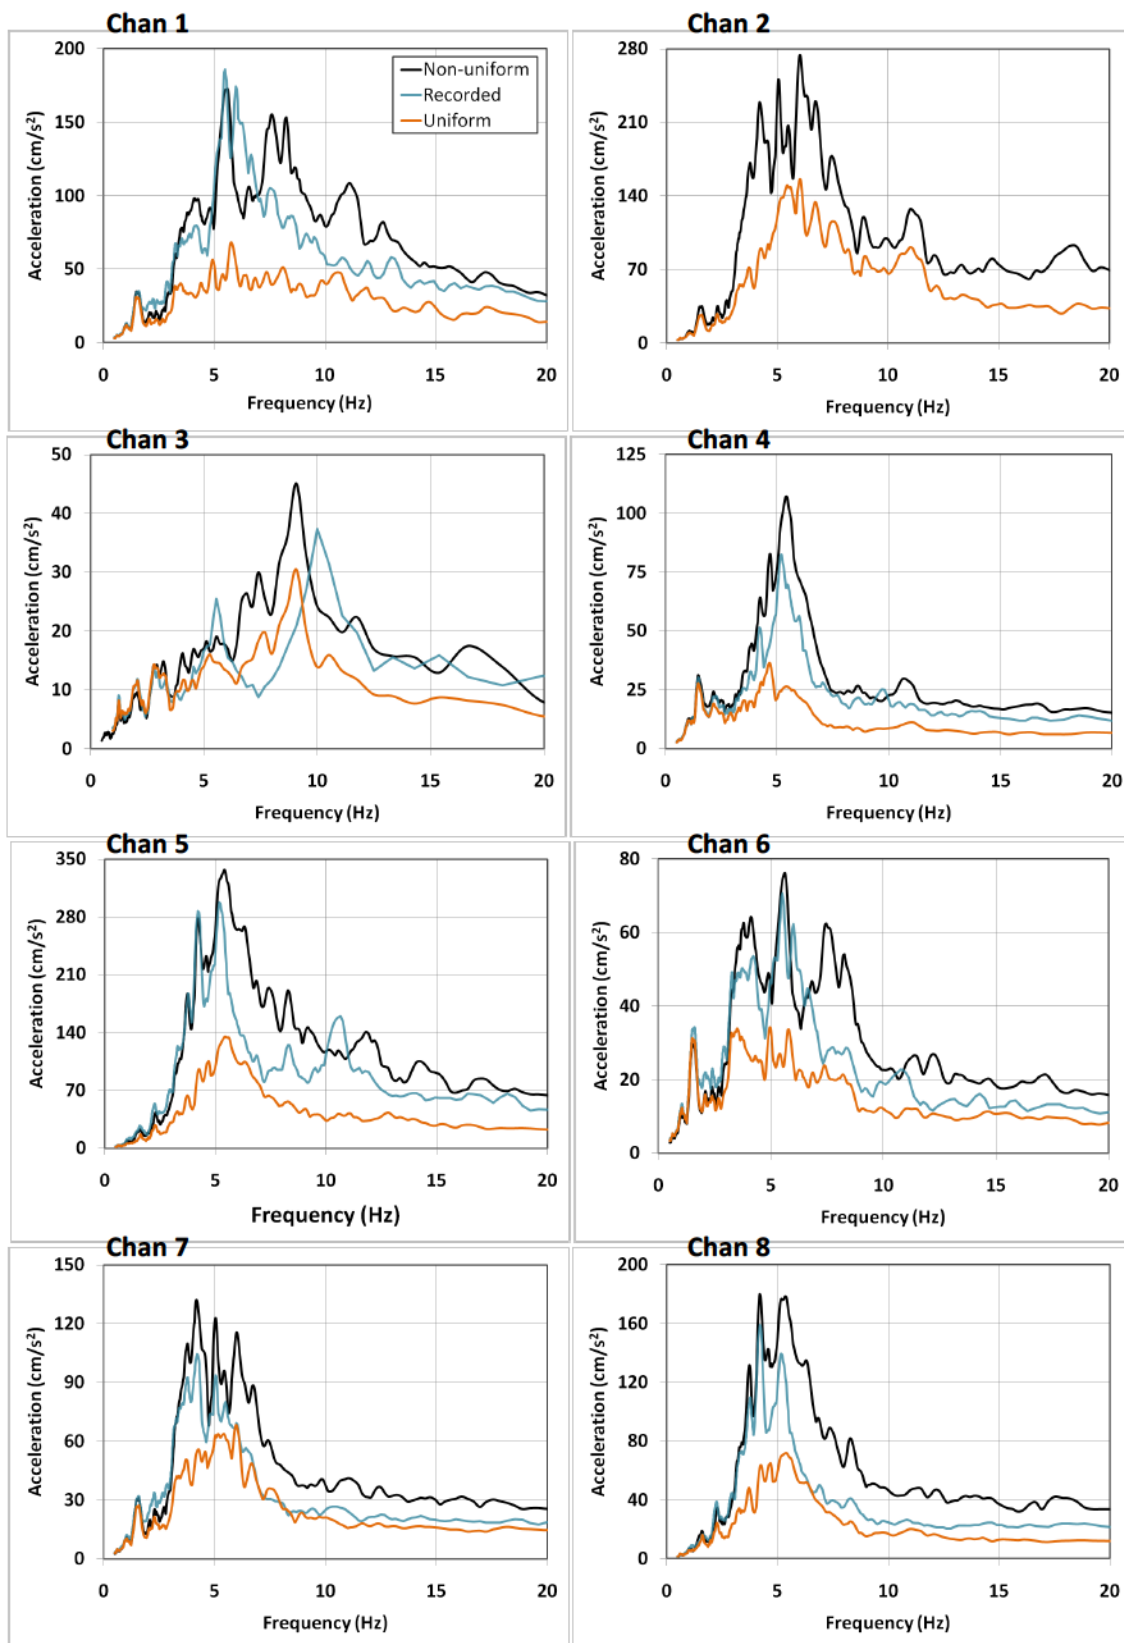 Chan 1
Chan 2
200
150
100
50
0
Acceleration (cm/s²)
Non-uniform
Recorded
Uniform
0 5 10 15 20
Frequency (Hz)
280
210
140
70
0
Acceleration (cm/s²)
0 5 10 15 20
Frequency (Hz)
Chan 3
Chan 4
50
40
30
20
10
0
Acceleration (cm/s²)
0 5 10 15 20
Frequency (Hz)
125
100
75
50
25
0
Acceleration (cm/s²)
0 5 10 15 20
Frequency (Hz)
Chan 5
Chan 6
350
280
210
140
70
0
Acceleration (cm/s²)
0 5 10 15 20
Frequency (Hz)
80
60
40
20
0
Acceleration (cm/s²)
0 5 10 15 20
Frequency (Hz)
Chan 7
Chan 8
150
120
90
60
30
0
Acceleration (cm/s²)
0 5 10 15 20
Frequency (Hz)
200
160
120
80
40
0
Acceleration (cm/s²)
0 5 10 15 20
Frequency (Hz)